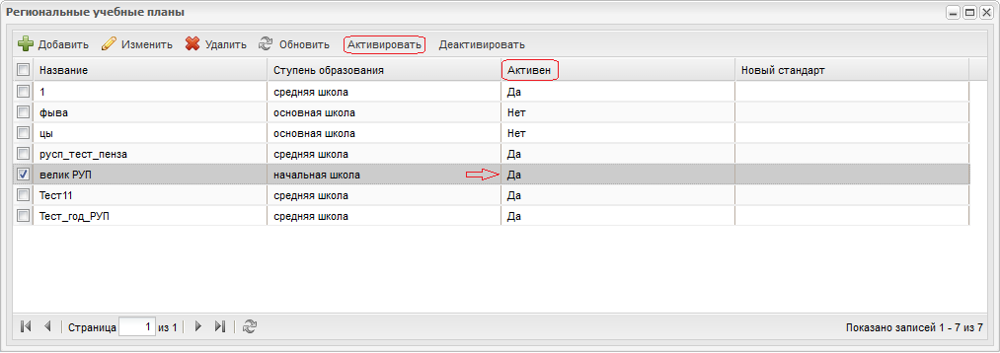 Региональные учебные планы
Добавить Изменить Удалить Обновить Активировать Деактивировать
Название Ступень образования Активен Новый стандарт
1 средняя школа Да
фыва основная школа Нет
цы основная школа Нет
русп_тест_пенза средняя школа Да
велик РУП начальная школа Да
Тест11 средняя школа Да
Тест_год_РУП средняя школа Да
Страница 1 из 1 Показано записей 1 - 7 из 7